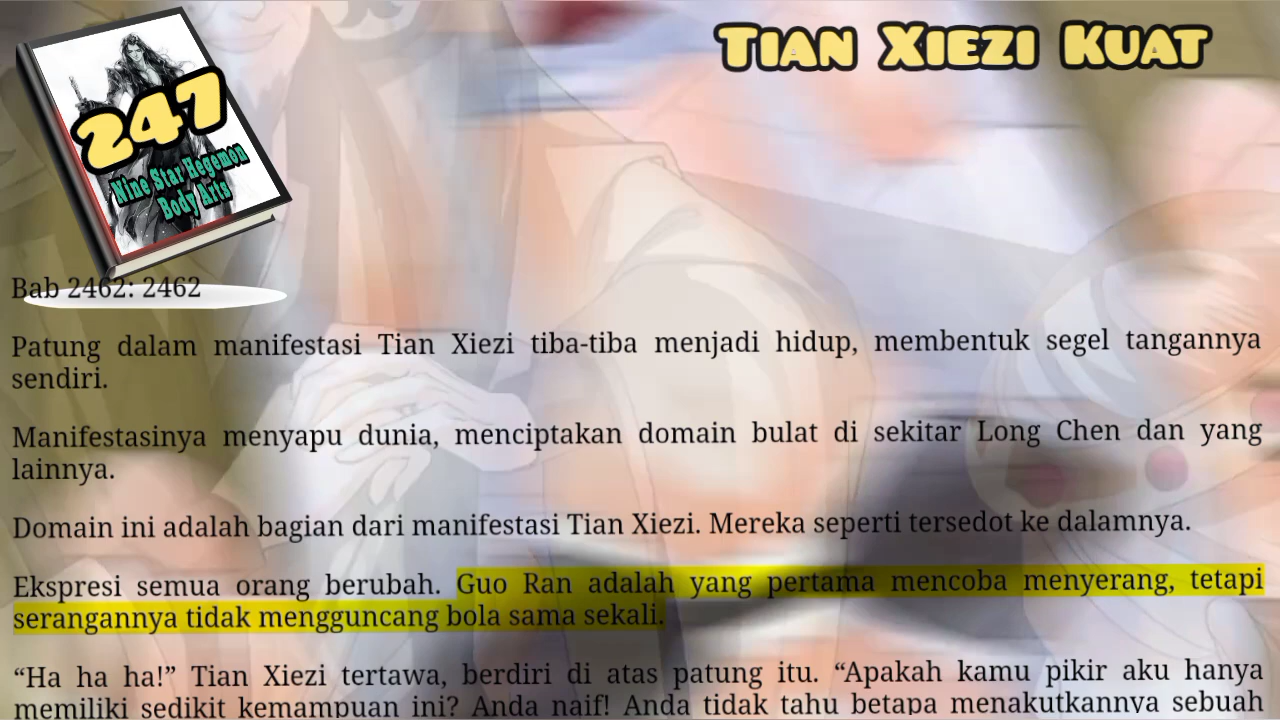 Tian Xiezi Kuat
247
Nine Star Hegemon
Body Arts
Bab 2462: 2462
Patung dalam manifestasi Tian Xiezi tiba-tiba menjadi hidup, membentuk segel tangannya
sendiri.
Manifestasinya menyapu dunia, menciptakan domain bulat di sekitar Long Chen dan yang
lainnya.
Domain ini adalah bagian dari manifestasi Tian Xiezi. Mereka seperti tersedot ke dalamnya.
Ekspresi semua orang berubah. Guo Ran adalah yang pertama mencoba menyerang, tetapi
serangannya tidak mengguncang bola sama sekali.
“Ha ha ha!” Tian Xiezi tertawa, berdiri di atas patung itu. “Apakah kamu pikir aku hanya
memiliki sedikit kemampuan ini? Anda naif! Anda tidak tahu betapa menakutkannya sebuah